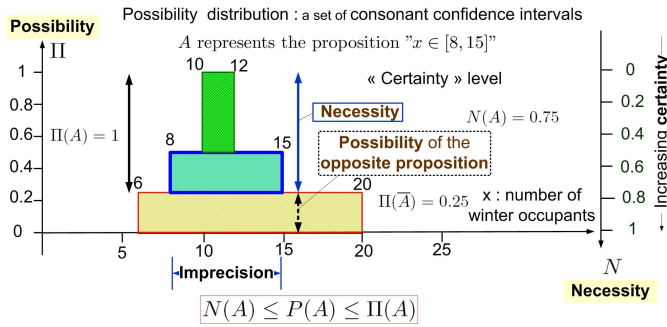 Possibility distribution : a set of consonant confidence intervals
Possibility
Π
A represents the proposition "x ∈ [8, 15]"
10 12
1
0.8
0.6
0.4
0.2
0
Π(A) = 1
« Certainty » level
Necessity
N(A) = 0.75
8 15
Possibility of the
opposite proposition
6 20
Π(A̅) = 0.25
x : number of
winter occupants
0
0.2
0.4
0.6
0.8
1
Increasing certainty
5 10 15 20 25
Imprecision
N
Necessity
N(A) ≤ P(A) ≤ Π(A)